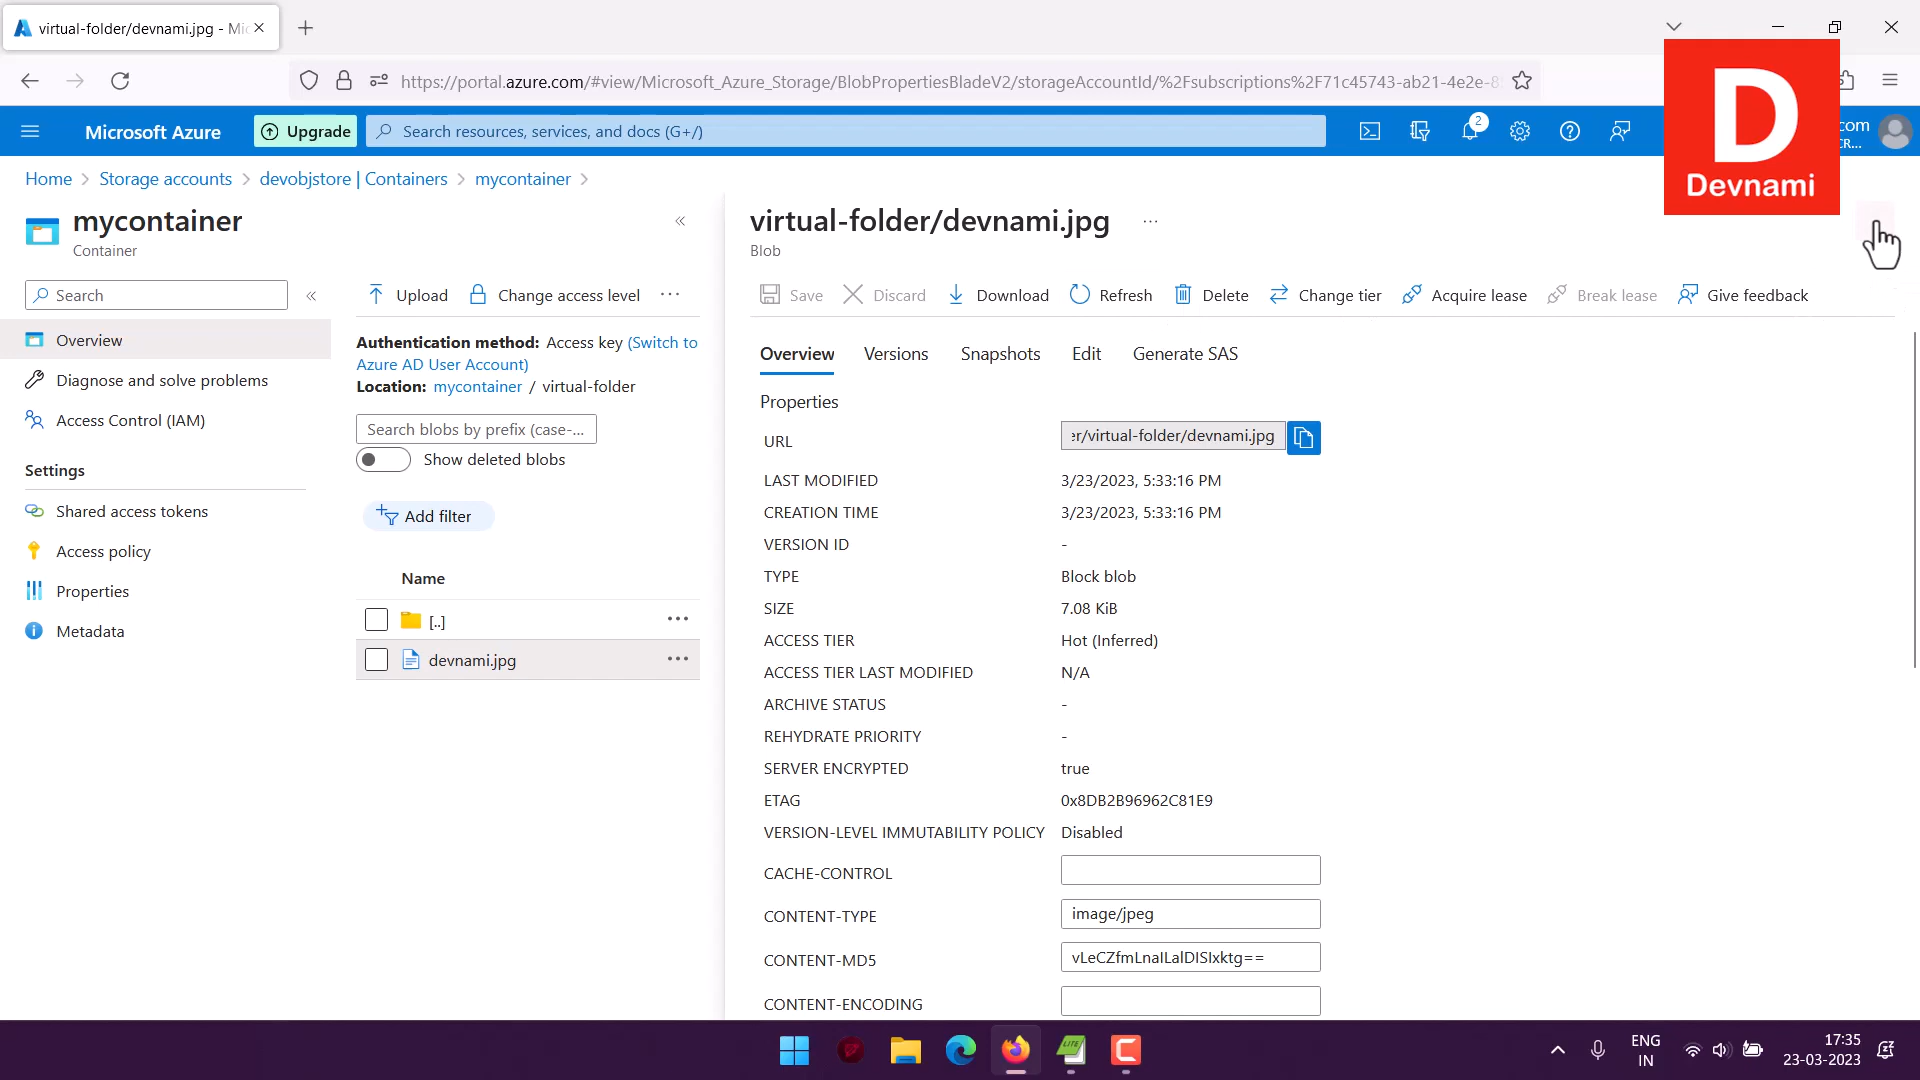 virtual-folder/devnami.jpg - Mic
https://portal.azure.com/#view/Microsoft_Azure_Storage/BlobPropertiesBladeV2/storageAccountId/%2Fsubscriptions%2F71c45743-ab21-4e2e-8
Microsoft Azure
Upgrade
Search resources, services, and docs (G+/)
2
com
CR...
D
Devnami
Home > Storage accounts > devobjstore | Containers > mycontainer >
mycontainer
Container
«
Search
«
Overview
Diagnose and solve problems
Access Control (IAM)
Settings
Shared access tokens
Access policy
Properties
Metadata
Upload
Change access level
...
Authentication method: Access key (Switch to
Azure AD User Account)
Location: mycontainer / virtual-folder
Search blobs by prefix (case-...
Show deleted blobs
Add filter
Name
[..]
...
devnami.jpg
...
virtual-folder/devnami.jpg
...
Blob
Save
Discard
Download
Refresh
Delete
Change tier
Acquire lease
Break lease
Give feedback
Overview
Versions
Snapshots
Edit
Generate SAS
Properties
URL
er/virtual-folder/devnami.jpg
LAST MODIFIED 3/23/2023, 5:33:16 PM
CREATION TIME 3/23/2023, 5:33:16 PM
VERSION ID -
TYPE Block blob
SIZE 7.08 KiB
ACCESS TIER Hot (Inferred)
ACCESS TIER LAST MODIFIED N/A
ARCHIVE STATUS -
REHYDRATE PRIORITY -
SERVER ENCRYPTED true
ETAG 0x8DB2B96962C81E9
VERSION-LEVEL IMMUTABILITY POLICY Disabled
CACHE-CONTROL
CONTENT-TYPE image/jpeg
CONTENT-MD5
CONTENT-ENCODING
LITE
C
ENG
IN
17:35
23-03-2023